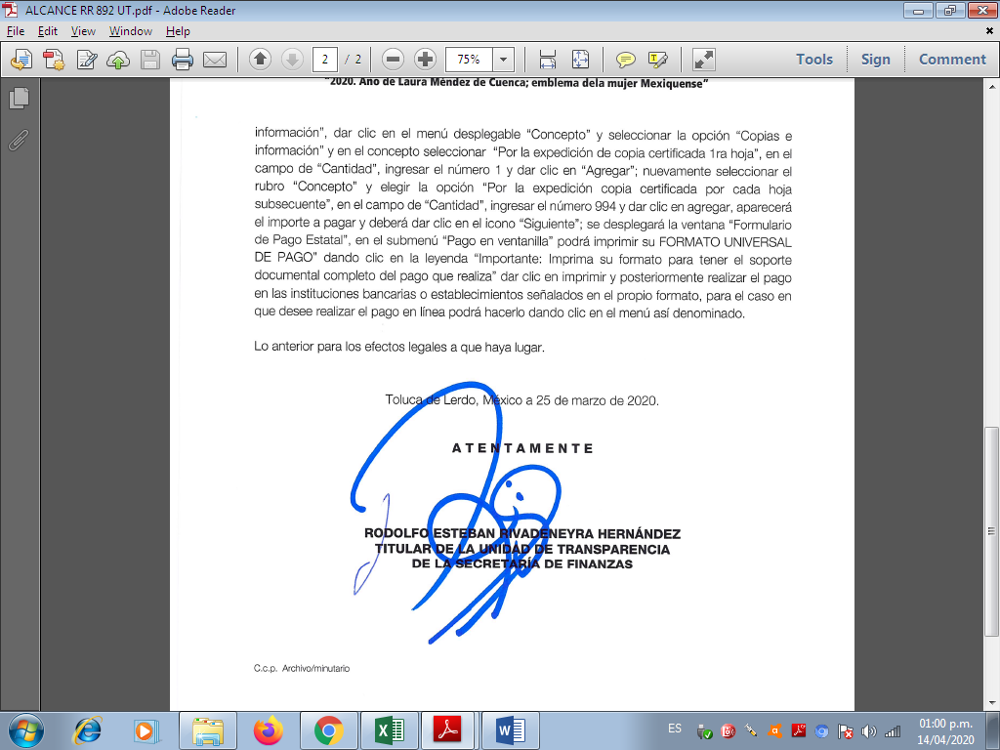 ALCANCE RR 892 UT.pdf - Adobe Reader
File Edit View Window Help
2 / 2 75% Tools Sign Comment
"2020. Año de Laura Méndez de Cuenca; emblema dela mujer Mexiquense"
información", dar clic en el menú desplegable "Concepto" y seleccionar la opción "Copias e
información" y en el concepto seleccionar "Por la expedición de copia certificada 1ra hoja", en el
campo de "Cantidad", ingresar el número 1 y dar clic en "Agregar"; nuevamente seleccionar el
rubro "Concepto" y elegir la opción "Por la expedición copia certificada por cada hoja
subsecuente", en el campo de "Cantidad", ingresar el número 994 y dar clic en agregar, aparecerá
el importe a pagar y deberá dar clic en el icono "Siguiente"; se desplegará la ventana "Formulario
de Pago Estatal", en el submenú "Pago en ventanilla" podrá imprimir su FORMATO UNIVERSAL
DE PAGO" dando clic en la leyenda "Importante: Imprima su formato para tener el soporte
documental completo del pago que realiza" dar clic en imprimir y posteriormente realizar el pago
en las instituciones bancarias o establecimientos señalados en el propio formato, para el caso en
que desee realizar el pago en línea podrá hacerlo dando clic en el menú así denominado.
Lo anterior para los efectos legales a que haya lugar.
Toluca de Lerdo, México a 25 de marzo de 2020.
A T E N T A M E N T E
RODOLFO ESTEBAN RIVADENEYRA HERNÁNDEZ
TITULAR DE LA UNIDAD DE TRANSPARENCIA
DE LA SECRETARÍA DE FINANZAS
C.c.p. Archivo/minutario
ES
01:00 p.m.
14/04/2020